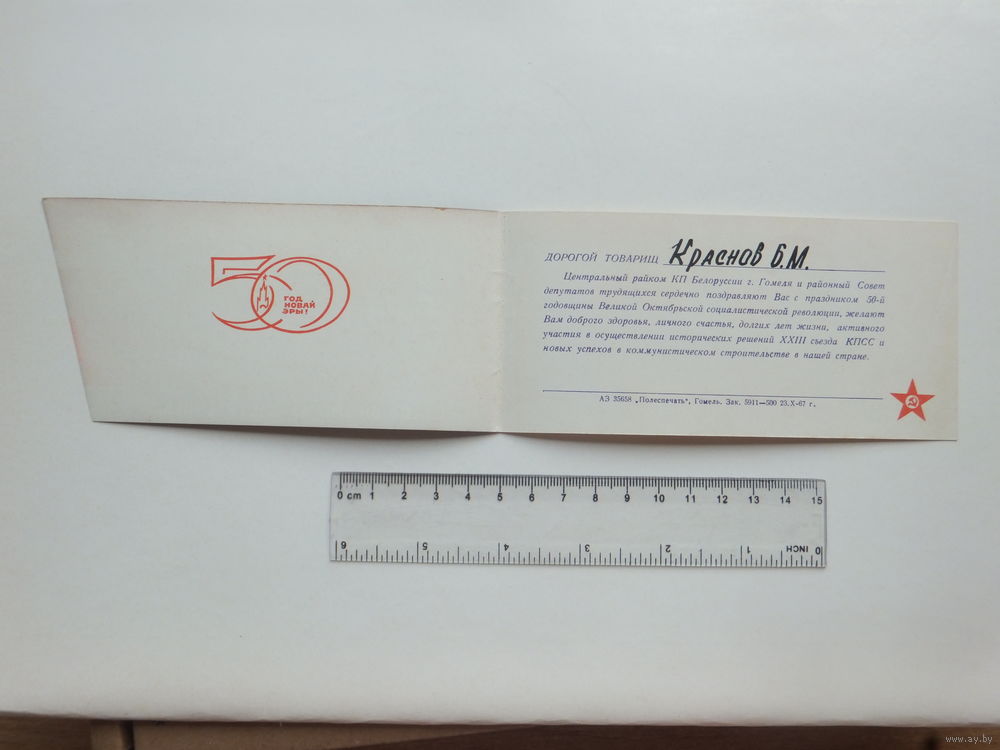 50
ГОД
НОВАЙ
ЭРЫ!
ДОРОГОЙ ТОВАРИЩ Краснов Б.М.
Центральный райком КП Белоруссии г. Гомеля и районный Совет
депутатов трудящихся сердечно поздравляют Вас с праздником 50-й
годовщины Великой Октябрьской социалистической революции, желают
Вам доброго здоровья, личного счастья, долгих лет жизни, активного
участия в осуществлении исторических решений XXIII съезда КПСС и
новых успехов в коммунистическом строительстве в нашей стране.
АЗ 35658 „Полеспечать“, Гомель. Зак. 5911—500 23.X-67 г.
0 cm 1 2 3 4 5 6 7 8 9 10 11 12 13 14 15
6 5 4 3 2 1 INCH 0
www.ay.by